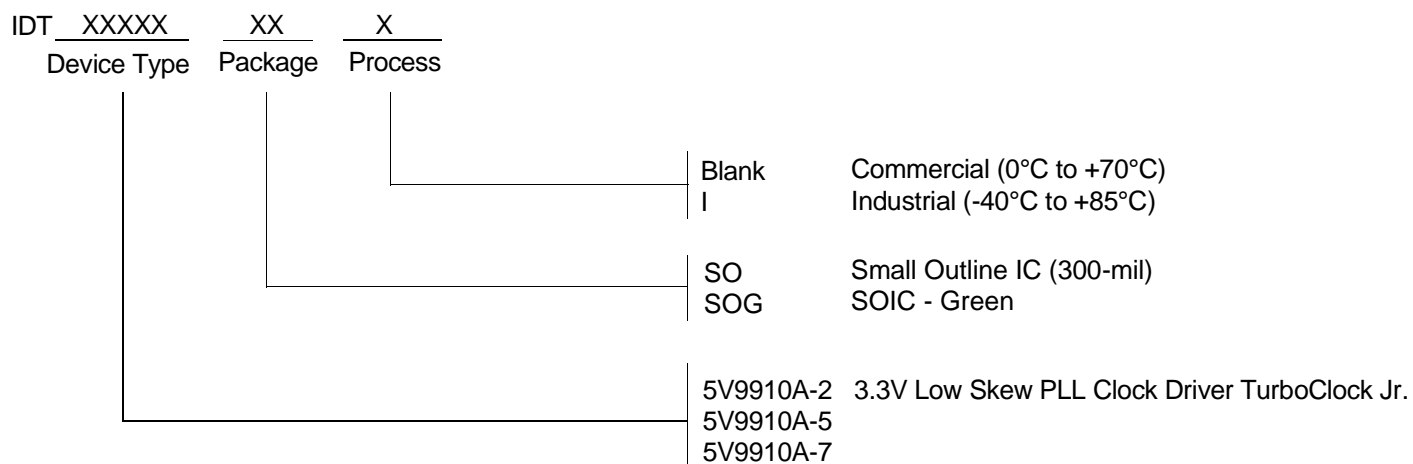 IDT XXXXX XX X
Device Type Package Process
Blank Commercial (0°C to +70°C)
I Industrial (-40°C to +85°C)
SO Small Outline IC (300-mil)
SOG SOIC - Green
5V9910A-2 3.3V Low Skew PLL Clock Driver TurboClock Jr.
5V9910A-5
5V9910A-7